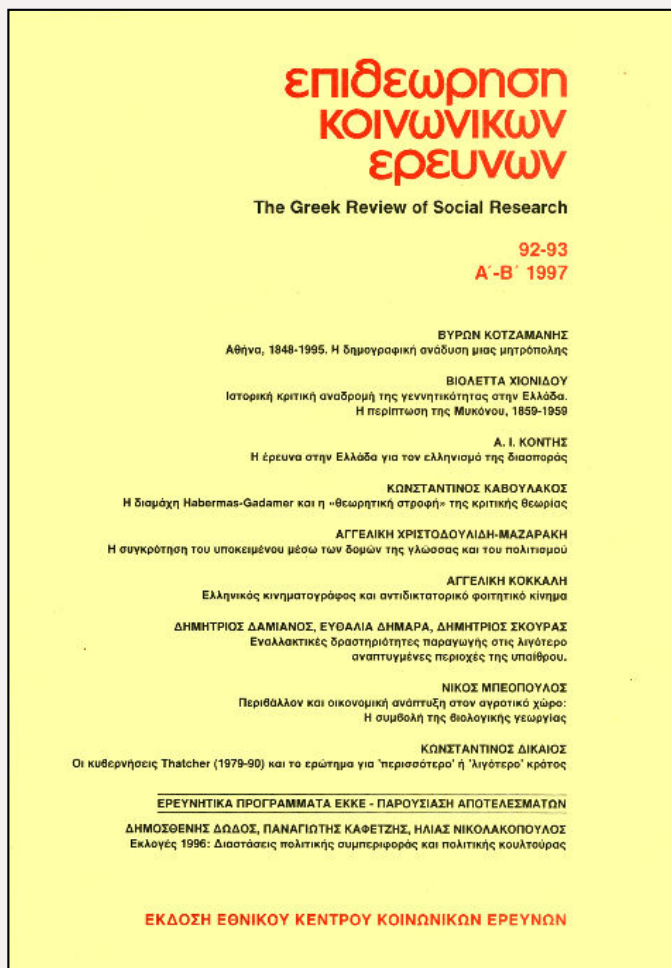 επιθεωρηση
κοινωνικων
ερευνων
The Greek Review of Social Research
92-93
Α΄-Β΄ 1997
ΒΥΡΩΝ ΚΟΤΖΑΜΑΝΗΣ
Αθήνα, 1848-1995. Η δημογραφική ανάδυση μιας μητρόπολης
ΒΙΟΛΕΤΤΑ ΧΙΟΝΙΔΟΥ
Ιστορική κριτική αναδρομή της γεννητικότητας στην Ελλάδα.
Η περίπτωση της Μυκόνου, 1859-1959
Α. Ι. ΚΟΝΤΗΣ
Η έρευνα στην Ελλάδα για τον ελληνισμό της διασποράς
ΚΩΝΣΤΑΝΤΙΝΟΣ ΚΑΒΟΥΛΑΚΟΣ
Η διαμάχη Habermas-Gadamer και η «θεωρητική στροφή» της κριτικής θεωρίας
ΑΓΓΕΛΙΚΗ ΧΡΙΣΤΟΔΟΥΛΙΔΗ-ΜΑΖΑΡΑΚΗ
Η συγκρότηση του υποκειμένου μέσω των δομών της γλώσσας και του πολιτισμού
ΑΓΓΕΛΙΚΗ ΚΟΚΚΑΛΗ
Ελληνικός κινηματογράφος και αντιδικτατορικό φοιτητικό κίνημα
ΔΗΜΗΤΡΙΟΣ ΔΑΜΙΑΝΟΣ, ΕΥΘΑΛΙΑ ΔΗΜΑΡΑ, ΔΗΜΗΤΡΙΟΣ ΣΚΟΥΡΑΣ
Εναλλακτικές δραστηριότητες παραγωγής στις λιγότερο
αναπτυγμένες περιοχές της υπαίθρου.
ΝΙΚΟΣ ΜΠΕΟΠΟΥΛΟΣ
Περιβάλλον και οικονομική ανάπτυξη στον αγροτικό χώρο:
Η συμβολή της βιολογικής γεωργίας
ΚΩΝΣΤΑΝΤΙΝΟΣ ΔΙΚΑΙΟΣ
Οι κυβερνήσεις Thatcher (1979-90) και το ερώτημα για 'περισσότερο' ή 'λιγότερο' κράτος
ΕΡΕΥΝΗΤΙΚΑ ΠΡΟΓΡΑΜΜΑΤΑ ΕΚΚΕ - ΠΑΡΟΥΣΙΑΣΗ ΑΠΟΤΕΛΕΣΜΑΤΩΝ
ΔΗΜΟΣΘΕΝΗΣ ΔΩΔΟΣ, ΠΑΝΑΓΙΩΤΗΣ ΚΑΦΕΤΖΗΣ, ΗΛΙΑΣ ΝΙΚΟΛΑΚΟΠΟΥΛΟΣ
Εκλογές 1996: Διαστάσεις πολιτικής συμπεριφοράς και πολιτικής κουλτούρας
ΕΚΔΟΣΗ ΕΘΝΙΚΟΥ ΚΕΝΤΡΟΥ ΚΟΙΝΩΝΙΚΩΝ ΕΡΕΥΝΩΝ